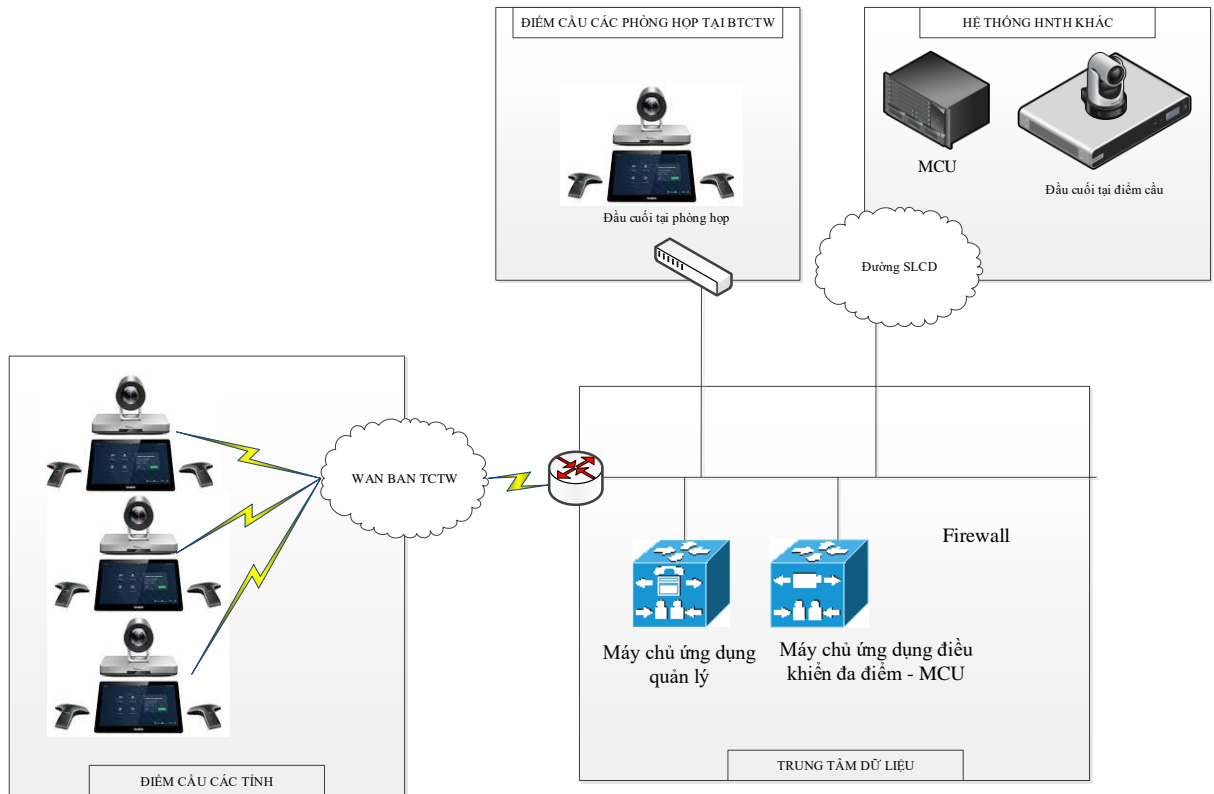 ĐIỂM CẦU CÁC PHÒNG HỌP TẠI BTCTW
HỆ THỐNG HNTH KHÁC
MCU
Đầu cuối tại điểm cầu
Đầu cuối tại phòng họp
Đường SLCD
WAN BAN TCTW
Firewall
Máy chủ ứng dụng
quản lý
Máy chủ ứng dụng điều
khiển đa điểm - MCU
TRUNG TÂM DỮ LIỆU
ĐIỂM CẦU CÁC TỈNH